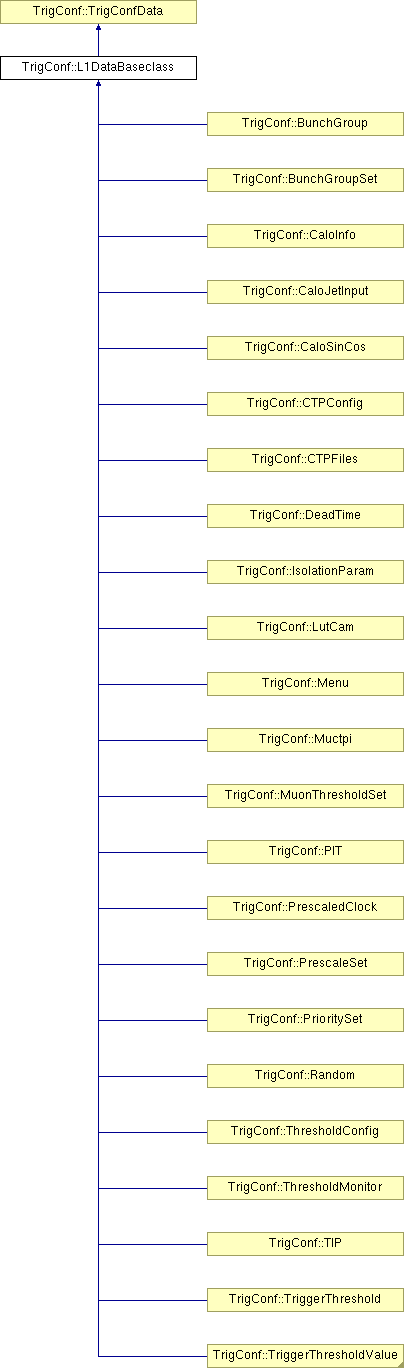 TrigConf::TrigConfData
TrigConf::L1DataBaseclass
TrigConf::BunchGroup
TrigConf::BunchGroupSet
TrigConf::CaloInfo
TrigConf::CaloJetInput
TrigConf::CaloSinCos
TrigConf::CTPConfig
TrigConf::CTPFiles
TrigConf::DeadTime
TrigConf::IsolationParam
TrigConf::LutCam
TrigConf::Menu
TrigConf::Muctpi
TrigConf::MuonThresholdSet
TrigConf::PIT
TrigConf::PrescaledClock
TrigConf::PrescaleSet
TrigConf::PrioritySet
TrigConf::Random
TrigConf::ThresholdConfig
TrigConf::ThresholdMonitor
TrigConf::TIP
TrigConf::TriggerThreshold
TrigConf::TriggerThresholdValue